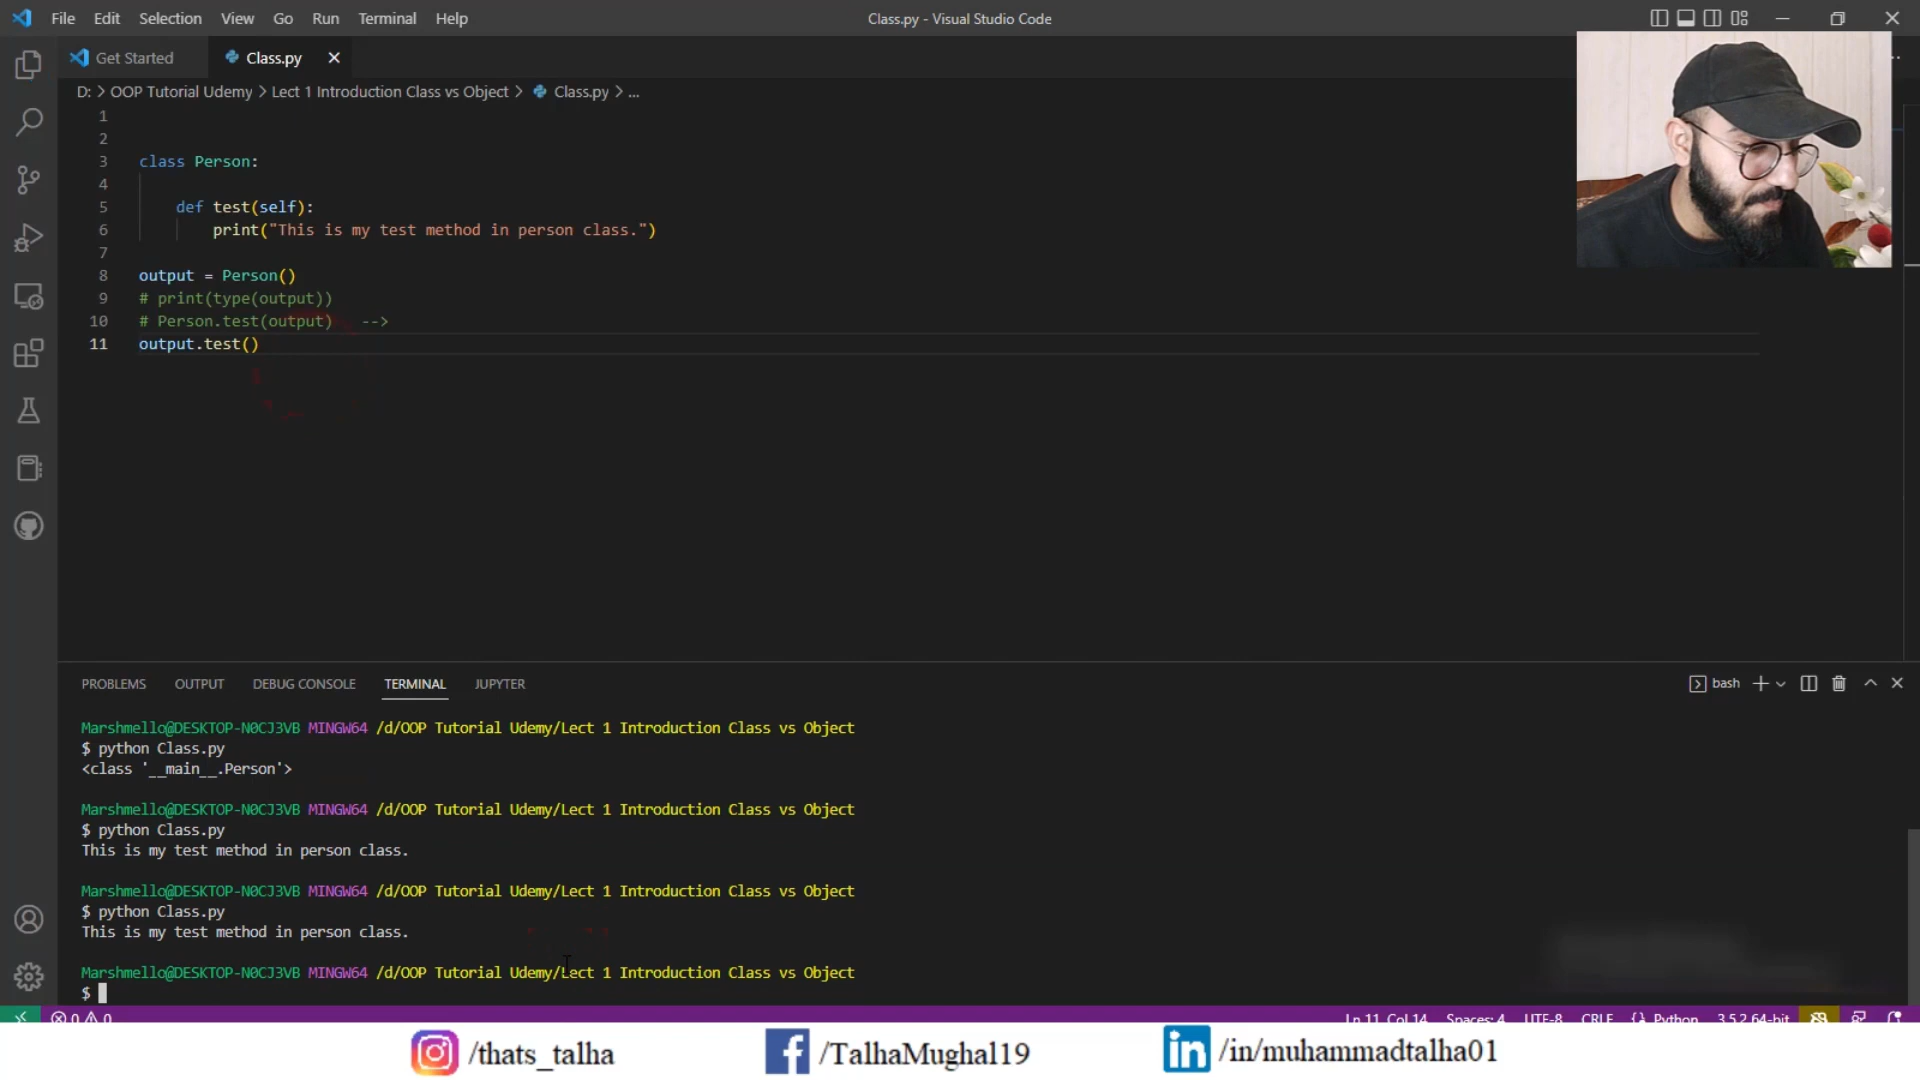 File Edit Selection View Go Run Terminal Help
Class.py - Visual Studio Code
Get Started
Class.py
D: > OOP Tutorial Udemy > Lect 1 Introduction Class vs Object > Class.py > ...
1
2
3 class Person:
4
5 def test(self):
6 print("This is my test method in person class.")
7
8 output = Person()
9 # print(type(output))
10 # Person.test(output) -->
11 output.test()
PROBLEMS OUTPUT DEBUG CONSOLE TERMINAL JUPYTER
bash
Marshmello@DESKTOP-N0CJ3VB MINGW64 /d/OOP Tutorial Udemy/Lect 1 Introduction Class vs Object
$ python Class.py
<class '__main__.Person'>
Marshmello@DESKTOP-N0CJ3VB MINGW64 /d/OOP Tutorial Udemy/Lect 1 Introduction Class vs Object
$ python Class.py
This is my test method in person class.
Marshmello@DESKTOP-N0CJ3VB MINGW64 /d/OOP Tutorial Udemy/Lect 1 Introduction Class vs Object
$ python Class.py
This is my test method in person class.
Marshmello@DESKTOP-N0CJ3VB MINGW64 /d/OOP Tutorial Udemy/Lect 1 Introduction Class vs Object
$
0 0
Ln 11, Col 14 Spaces: 4 UTF-8 CRLF Python 3.5.2 64-bit
/thats_talha
/TalhaMughal19
in /in/muhammadtalha01